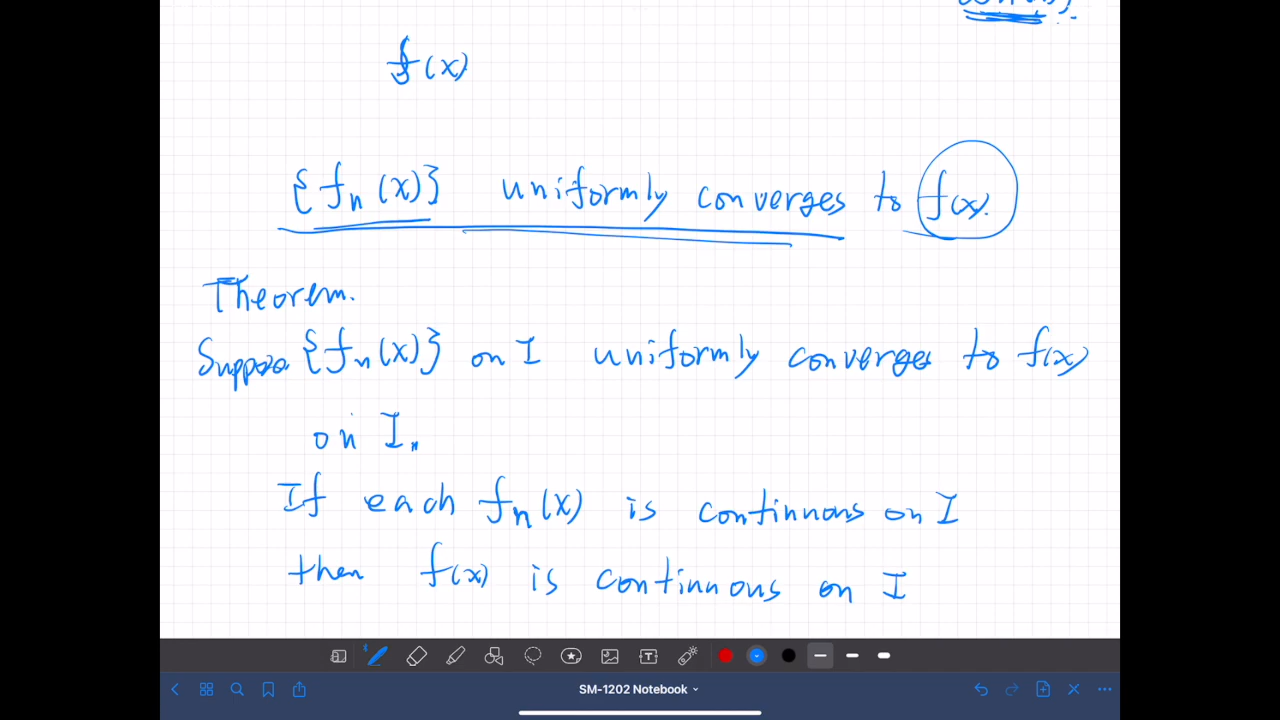 f(x)
{fn(x)} uniformly converges to f(x).
Theorem.
Suppose {fn(x)} on I uniformly converges to f(x)
on I.
If each fn(x) is continuous on I
then f(x) is continuous on I
SM-1202 Notebook